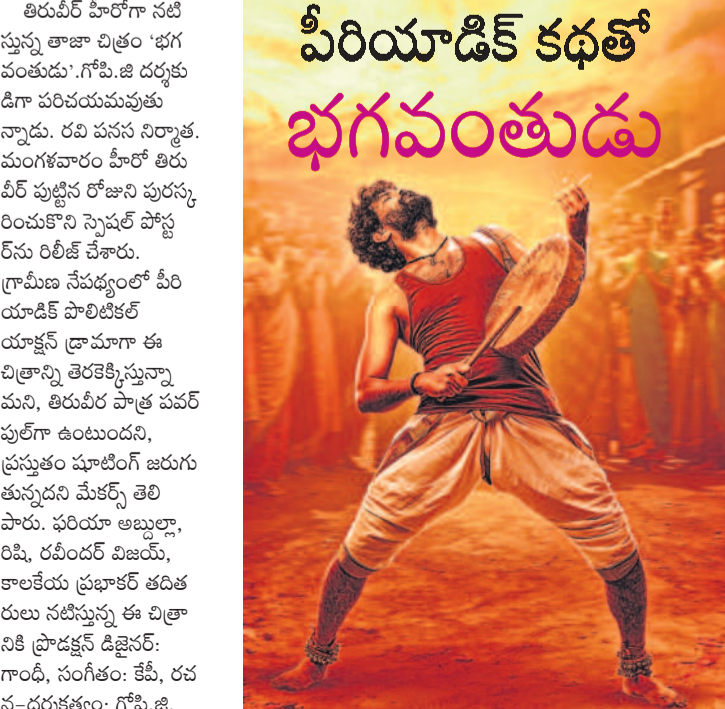 పీరియాడిక్ కథతో
భగవంతుడు
తిరువీర్ హీరోగా నటి
స్తున్న తాజా చిత్రం ‘భగ
వంతుడు’.గోపి.జి దర్శకు
డిగా పరిచయమవుతు
న్నాడు. రవి పనస నిర్మాత.
మంగళవారం హీరో తిరు
వీర్ పుట్టిన రోజుని పురస్క
రించుకొని స్పెషల్ పోస్ట
ర్‌ను రిలీజ్ చేశారు.
గ్రామీణ నేపథ్యంలో పీరి
యాడిక్ పొలిటికల్
యాక్షన్ డ్రామాగా ఈ
చిత్రాన్ని తెరకెక్కిస్తున్నా
మని, తిరువీర పాత్ర పవర్
ఫుల్‌గా ఉంటుందని,
ప్రస్తుతం షూటింగ్ జరుగు
తున్నదని మేకర్స్ తెలి
పారు. ఫరియా అబ్దుల్లా,
రిషి, రవీందర్ విజయ్,
కాలకేయ ప్రభాకర్ తదిత
రులు నటిస్తున్న ఈ చిత్రా
నికి ప్రొడక్షన్ డిజైనర్:
గాంధీ, సంగీతం: కేపీ, రచ
న-దర్శకత్వం: గోపి.జి.